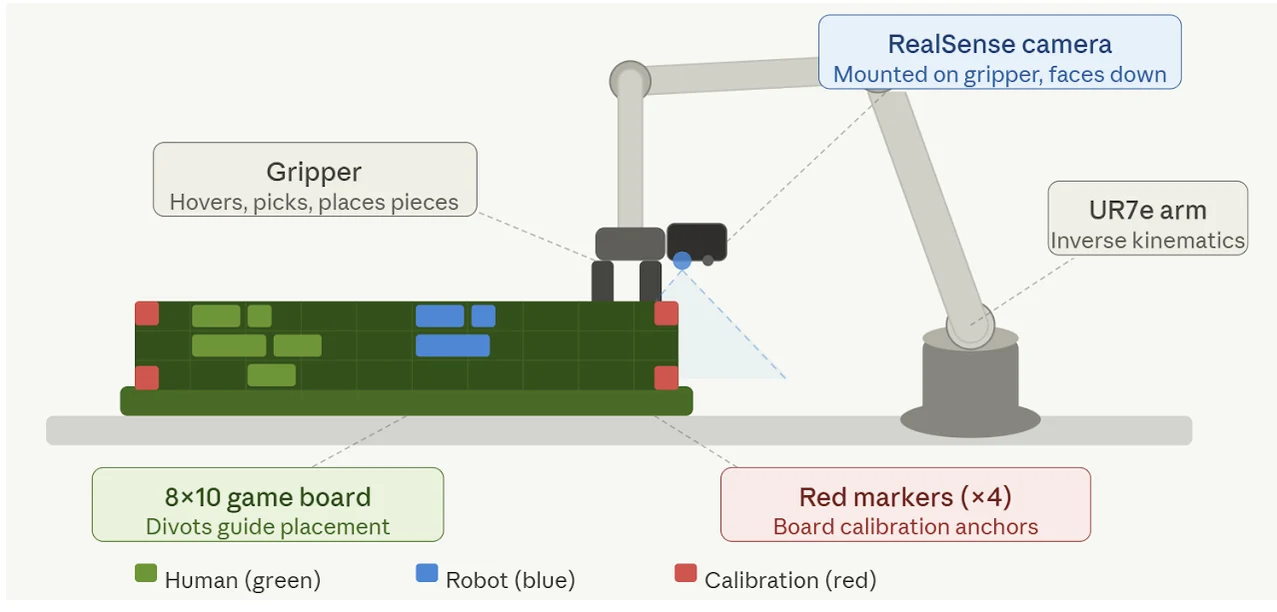 RealSense camera
Mounted on gripper, faces down
Gripper
Hovers, picks, places pieces
UR7e arm
Inverse kinematics
8×10 game board
Divots guide placement
Red markers (×4)
Board calibration anchors
Human (green)
Robot (blue)
Calibration (red)